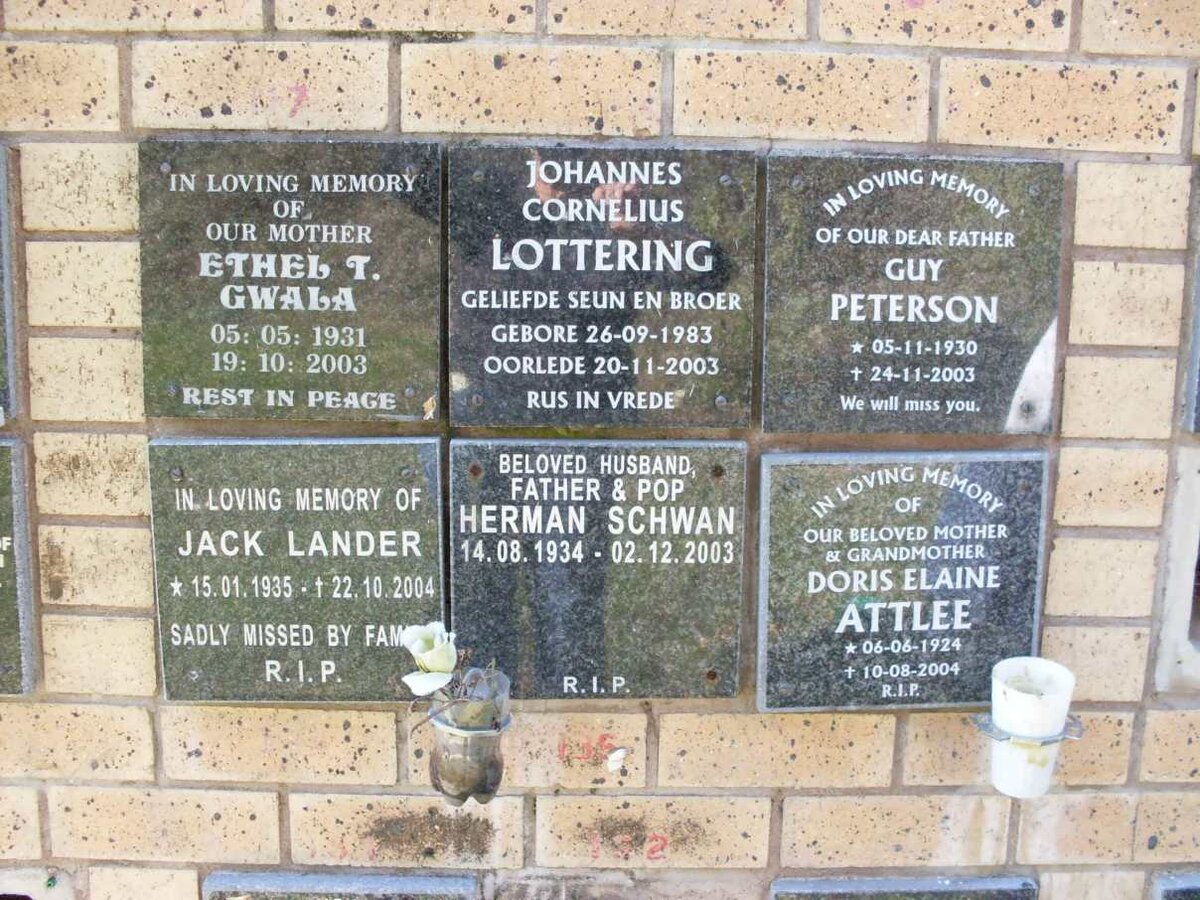 IN LOVING MEMORY
OF
OUR MOTHER
ETHEL T.
GWALA
05: 05: 1931
19: 10: 2003
REST IN PEACE
JOHANNES
CORNELIUS
LOTTERING
GELIEFDE SEUN EN BROER
GEBORE 26-09-1983
OORLEDE 20-11-2003
RUS IN VREDE
IN LOVING MEMORY
OF OUR DEAR FATHER
GUY
PETERSON
★ 05-11-1930
† 24-11-2003
We will miss you.
IN LOVING MEMORY OF
JACK LANDER
★ 15.01.1935 - † 22.10.2004
SADLY MISSED BY
R.I.P.
BELOVED HUSBAND,
FATHER & POP
HERMAN SCHWAN
14.08.1934 - 02.12.2003
R.I.P.
IN LOVING MEMORY
OF
OUR BELOVED MOTHER
& GRANDMOTHER
DORIS ELAINE
ATTLEE
★ 06-06-1924
† 10-08-2004
R.I.P.